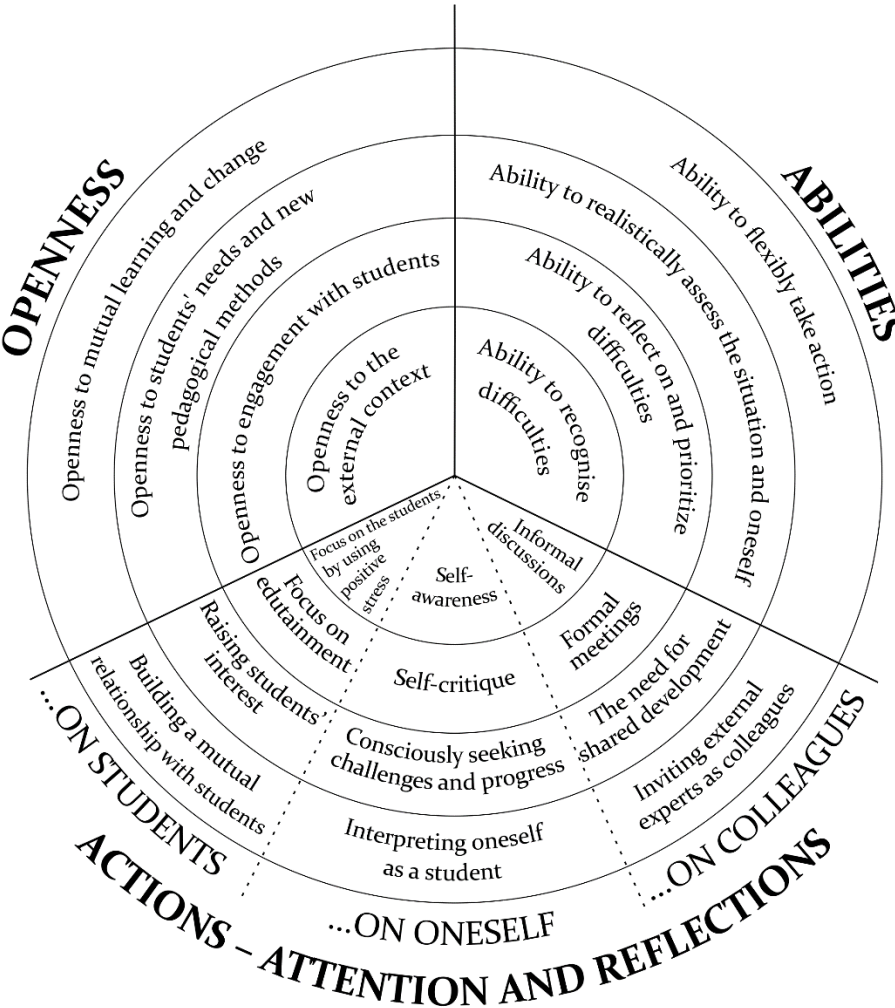 OPENNESS
Openness to mutual learning and change
Openness to students' needs and new
pedagogical methods
Openness to engagement with students
Openness to the
external context
ABILITIES
Ability to flexibly take action
Ability to realistically assess the situation and oneself
Ability to reflect on and prioritize
difficulties
Ability to recognise
difficulties
Focus on the students
by using
positive
stress
Focus on
edutainment
Raising students'
interest
Building a mutual
relationship with students
...ON STUDENTS
Self-
awareness
Self-critique
Consciously seeking
challenges and progress
Interpreting oneself
as a student
...ON ONESELF
Informal
discussions
Formal
meetings
The need for
shared development
Inviting external
experts as colleagues
...ON COLLEAGUES
ACTIONS – ATTENTION AND REFLECTIONS